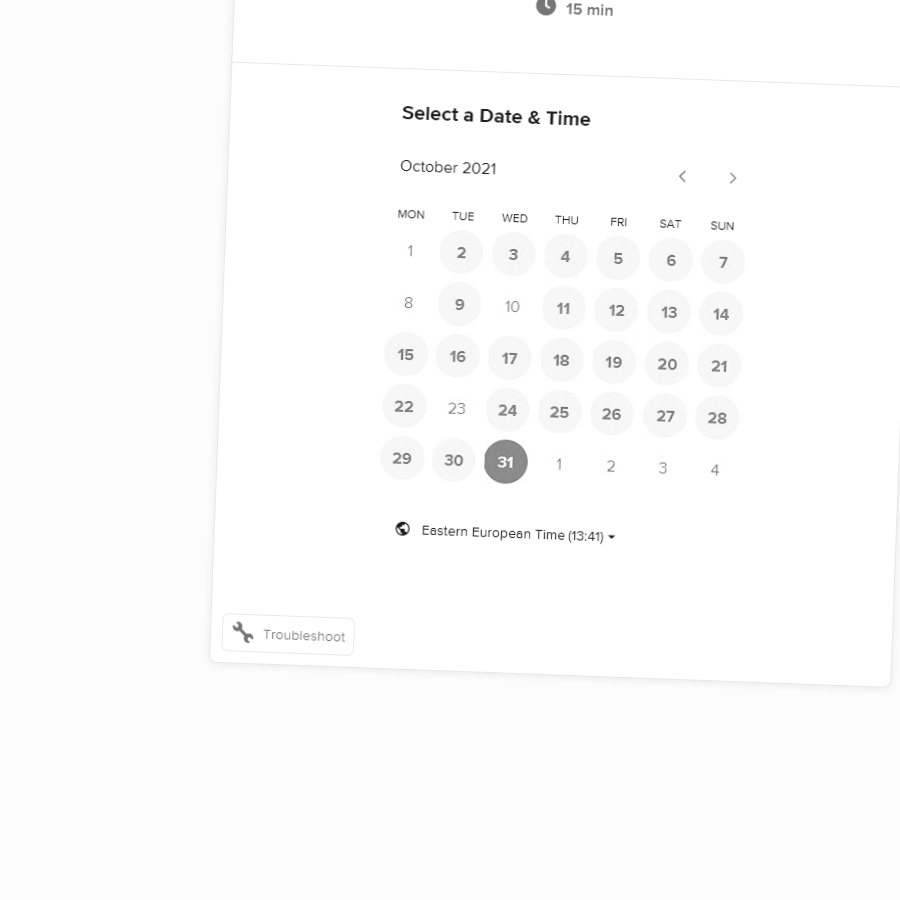 15 min
Select a Date & Time
October 2021
MON TUE WED THU FRI SAT SUN
1 2 3 4 5 6 7
8 9 10 11 12 13 14
15 16 17 18 19 20 21
22 23 24 25 26 27 28
29 30 31 1 2 3 4
Eastern European Time (13:41)
Troubleshoot